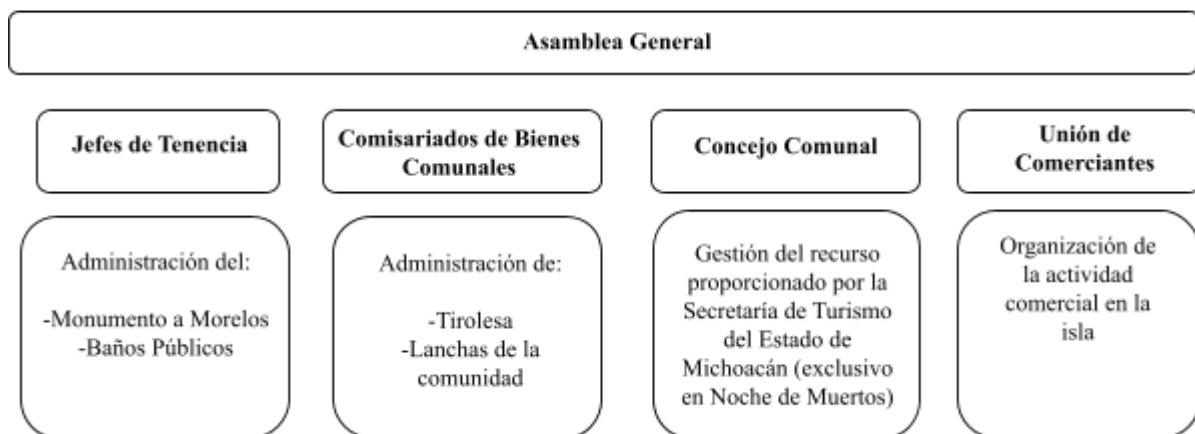 Asamblea General
Jefes de Tenencia
Comisariados de Bienes
Comunales
Concejo Comunal
Unión de
Comerciantes
Administración del:
-Monumento a Morelos
-Baños Públicos
Administración de:
-Tirolesa
-Lanchas de la
comunidad
Gestión del recurso
proporcionado por la
Secretaría de Turismo
del Estado de
Michoacán (exclusivo
en Noche de Muertos)
Organización de
la actividad
comercial en la
isla